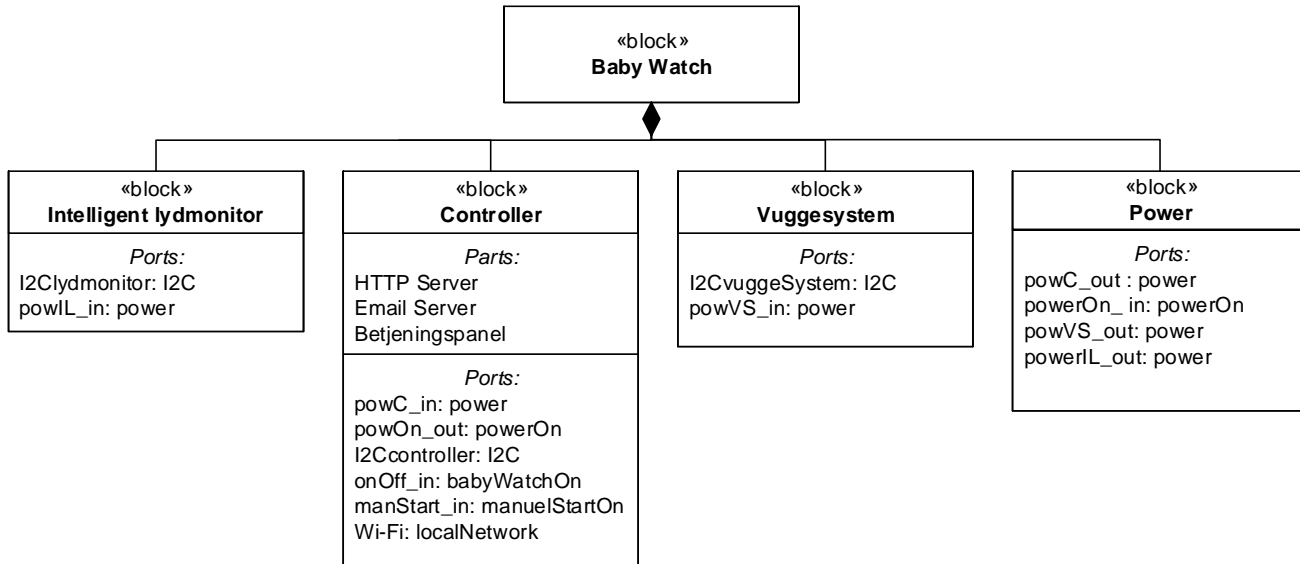 «block»
Baby Watch
«block»
Intelligent lydmonitor
Ports:
I2Clydmonitor: I2C
powIL_in: power
«block»
Controller
Parts:
HTTP Server
Email Server
Betjeningspanel
Ports:
powC_in: power
powOn_out: powerOn
I2Ccontroller: I2C
onOff_in: babyWatchOn
manStart_in: manuelStartOn
Wi-Fi: localNetwork
«block»
Vuggesystem
Ports:
I2CvuggeSystem: I2C
powVS_in: power
«block»
Power
Ports:
powC_out : power
powerOn_ in: powerOn
powVS_out: power
powerIL_out: power